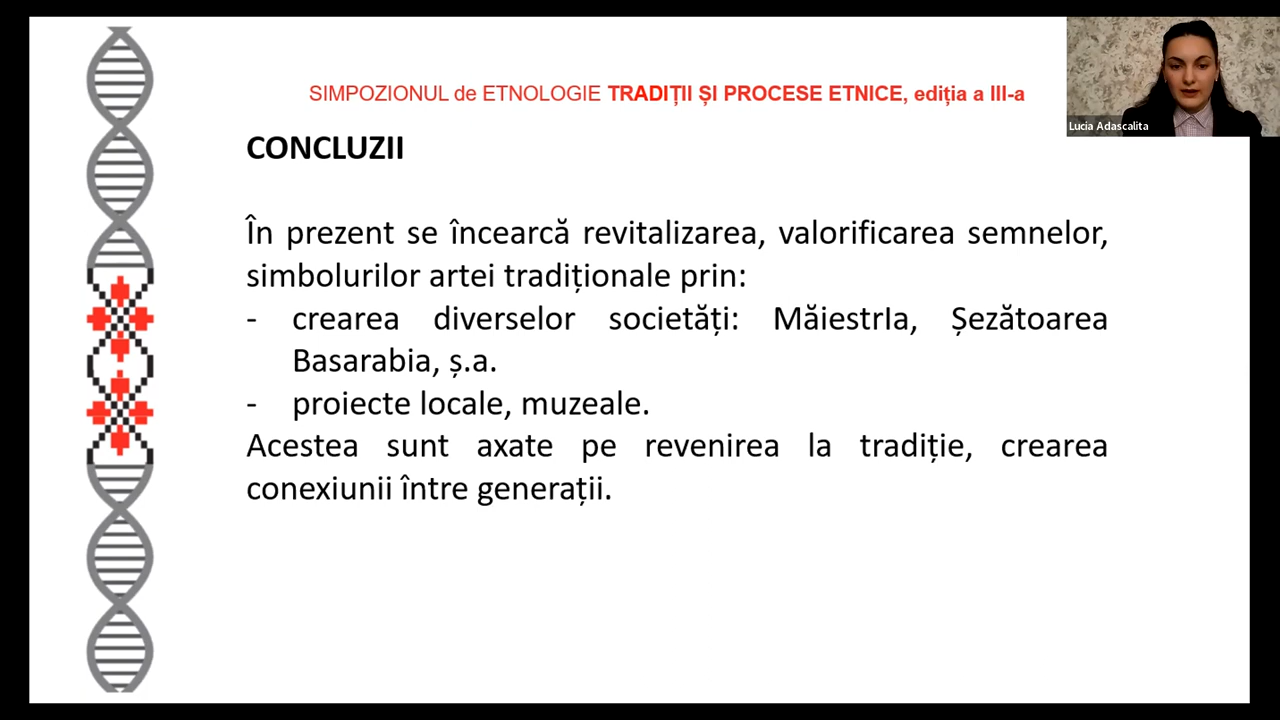 SIMPOZIONUL de ETNOLOGIE TRADIȚII ȘI PROCESE ETNICE, ediția a III-a
Lucia Adascalita
CONCLUZII
În prezent se încearcă revitalizarea, valorificarea semnelor,
simbolurilor artei tradiționale prin:
- crearea diverselor societăți: MăiestrIa, Șezătoarea
Basarabia, ș.a.
- proiecte locale, muzeale.
Acestea sunt axate pe revenirea la tradiție, crearea
conexiunii între generații.